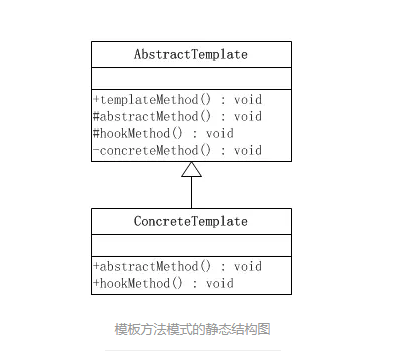 AbstractTemplate
+templateMethod() : void
#abstractMethod() : void
#hookMethod() : void
-concreteMethod() : void
ConcreteTemplate
+abstractMethod() : void
+hookMethod() : void
模板方法模式的静态结构图